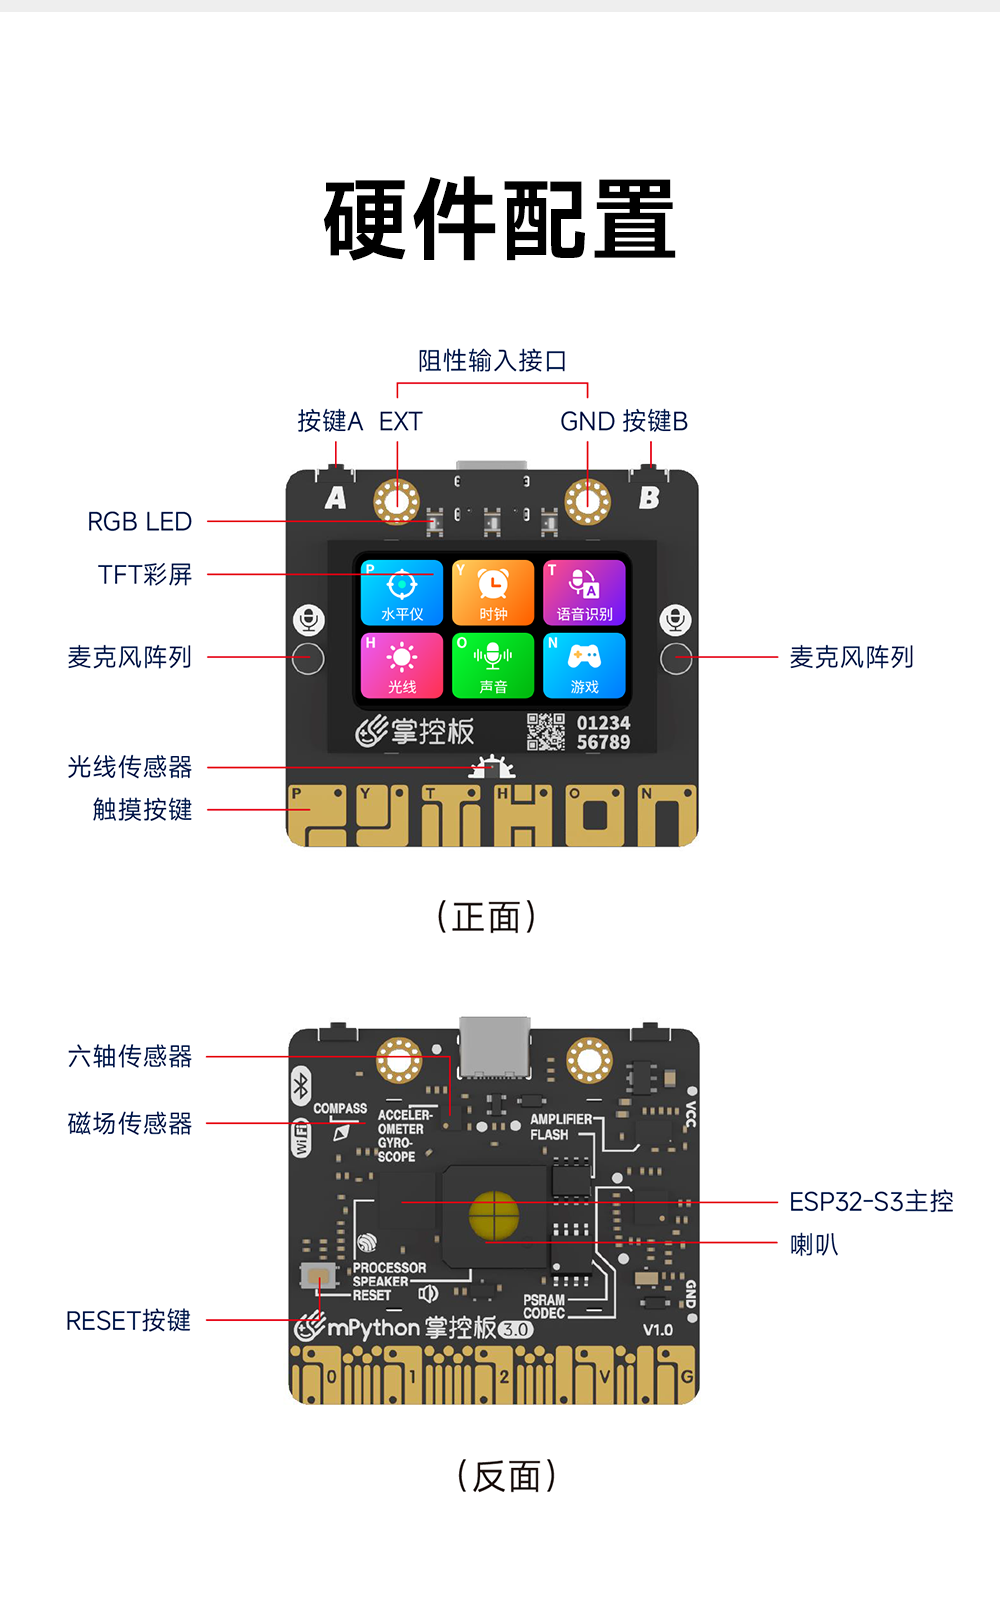 硬件配置
阻性输入接口
按键A EXT GND 按键B
A B
RGB LED
TFT彩屏
P Y T
水平仪 时钟 语音识别
A
H O N
光线 声音 游戏
麦克风阵列 麦克风阵列
掌控板 01234
56789
光线传感器
触摸按键
P Y T H O N
(正面)
六轴传感器
磁场传感器
COMPASS
WiFi
ACCELER-
OMETER
GYRO-
SCOPE
AMPLIFIER
FLASH
VCC
ESP32-S3主控
喇叭
PROCESSOR
SPEAKER
RESET
PSRAM
CODEC
GND
RESET按键
mPython 掌控板 3.0 V1.0
0 1 2 V G
(反面)